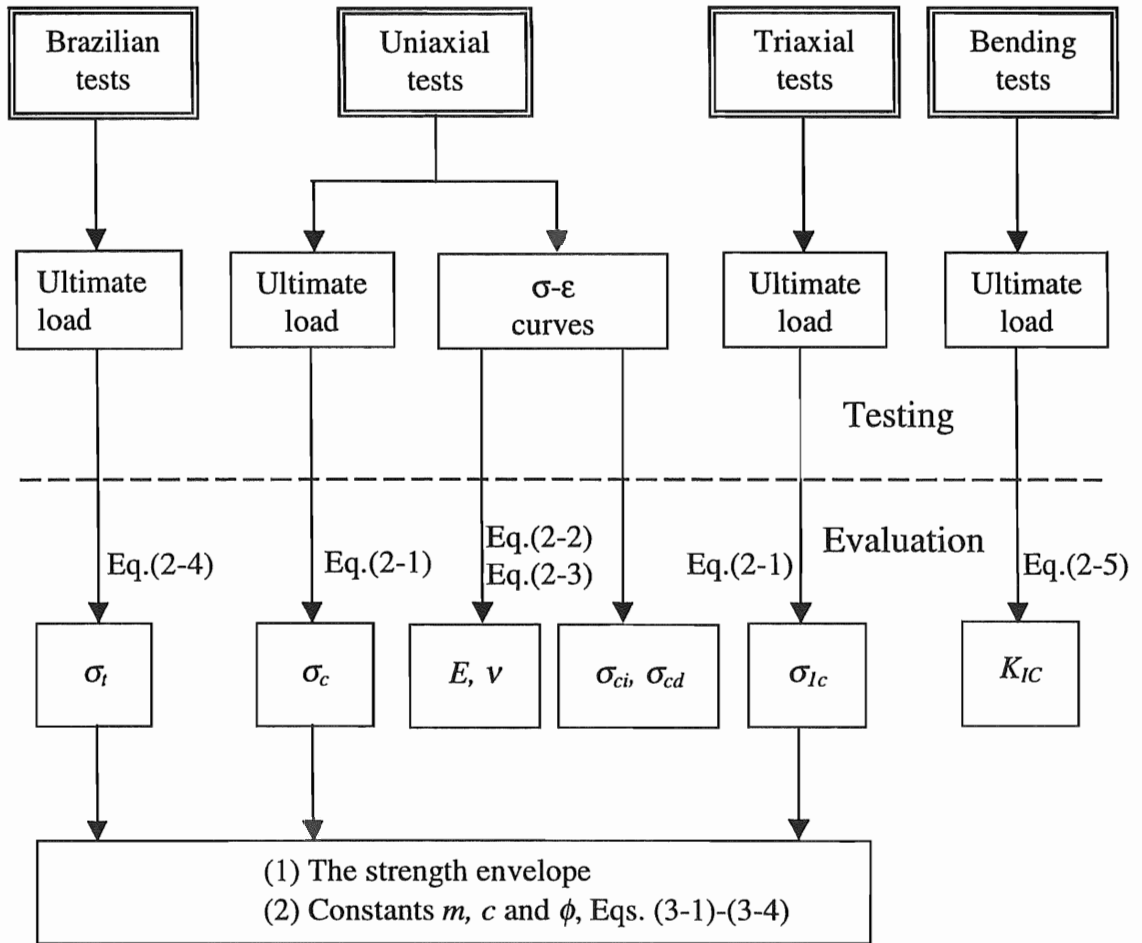 Brazilian
tests
Uniaxial
tests
Triaxial
tests
Bending
tests
Ultimate
load
Ultimate
load
σ-ε
curves
Ultimate
load
Ultimate
load
Testing
Evaluation
Eq.(2-4)
Eq.(2-1)
Eq.(2-2)
Eq.(2-3)
Eq.(2-1)
Eq.(2-5)
σt
σc
E, ν
σci, σcd
σ1c
KIC
(1) The strength envelope
(2) Constants m, c and ϕ, Eqs. (3-1)-(3-4)